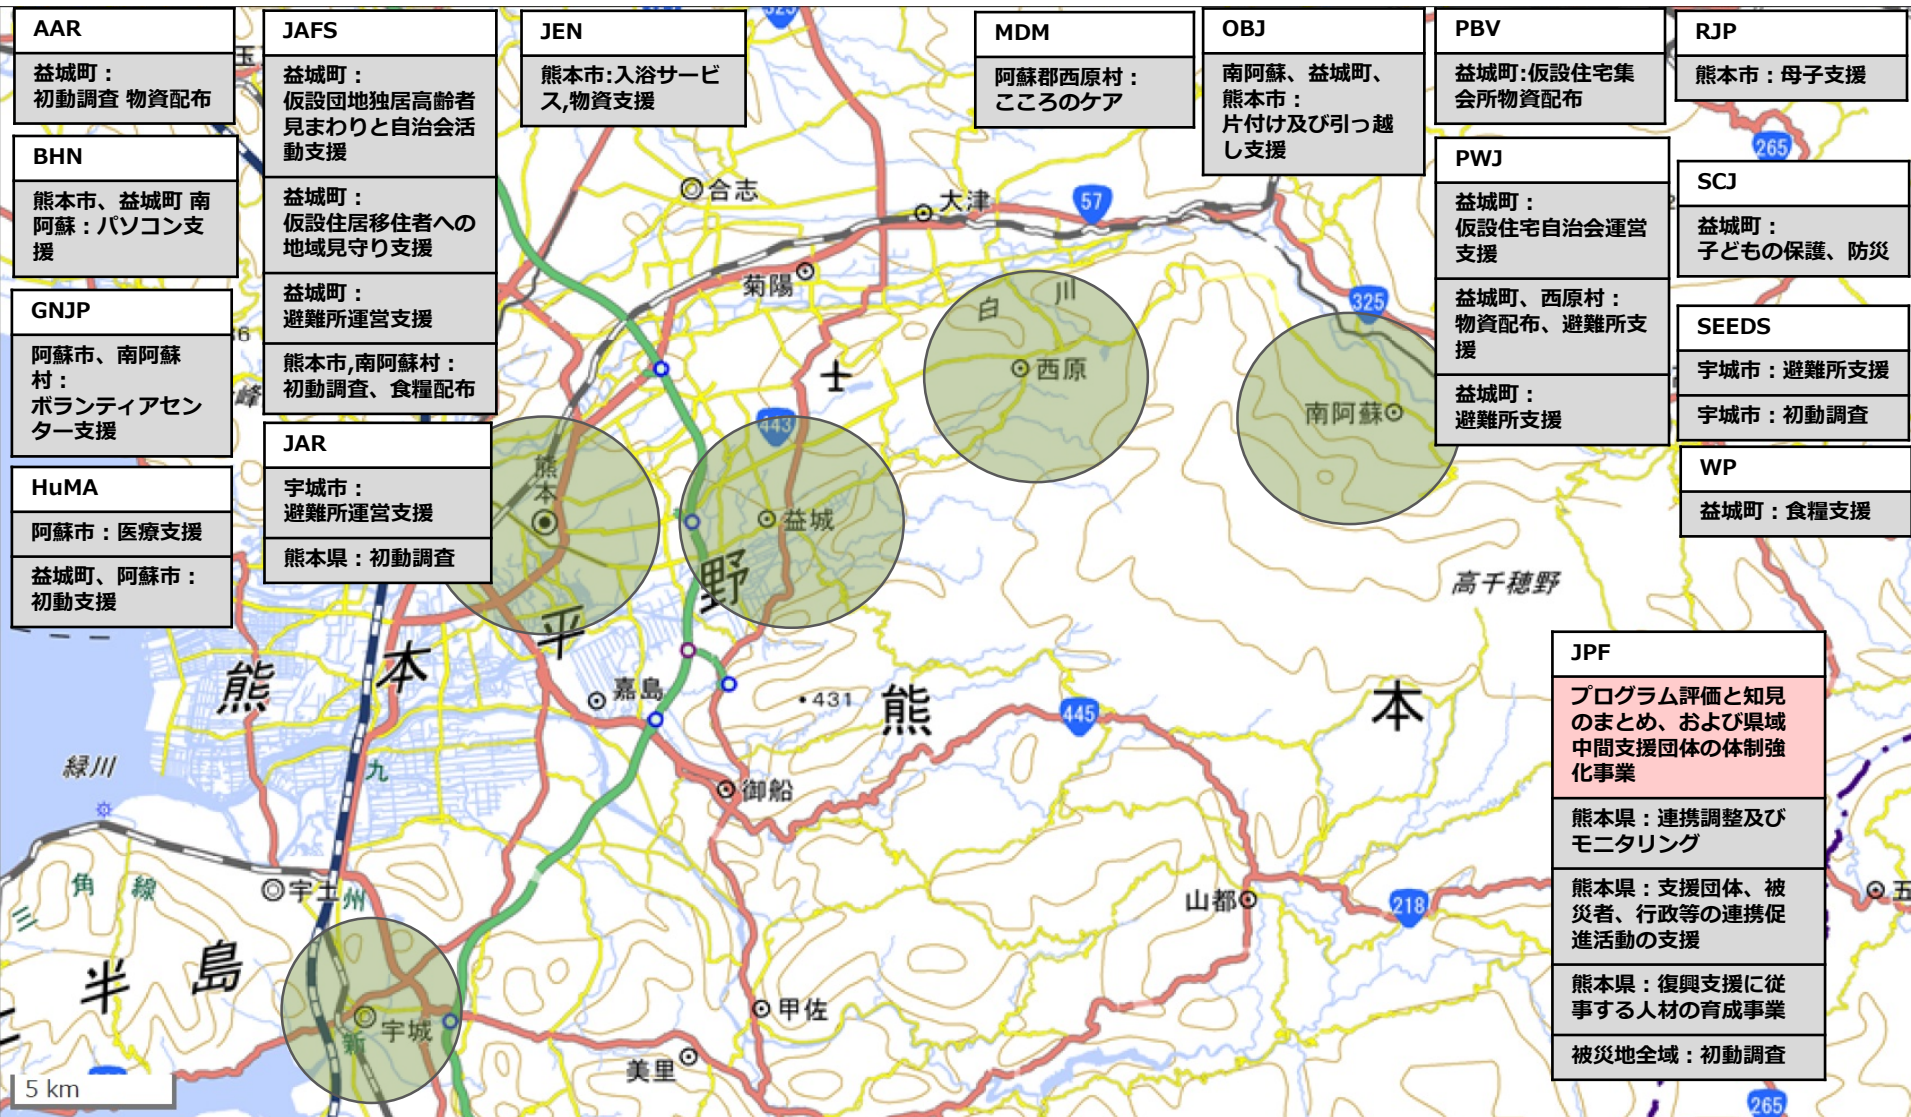 AAR
益城町：
初動調査 物資配布
BHN
熊本市、益城町 南
阿蘇：パソコン支
援
GNJP
阿蘇市、南阿蘇
村：
ボランティアセン
ター支援
HuMA
阿蘇市：医療支援
益城町、阿蘇市：
初動支援
JAFS
益城町：
仮設団地独居高齢者
見まわりと自治会活
動支援
益城町：
仮設住居移住者への
地域見守り支援
益城町：
避難所運営支援
熊本市,南阿蘇村：
初動調査、食糧配布
JAR
宇城市：
避難所運営支援
熊本県：初動調査
JEN
熊本市:入浴サービ
ス,物資支援
MDM
阿蘇郡西原村：
こころのケア
OBJ
南阿蘇、益城町、
熊本市：
片付け及び引っ越
し支援
PBV
益城町:仮設住宅集
会所物資配布
PWJ
益城町：
仮設住宅自治会運営
支援
益城町、西原村：
物資配布、避難所支
援
益城町：
避難所支援
RJP
熊本市：母子支援
SCJ
益城町：
子どもの保護、防災
SEEDS
宇城市：避難所支援
宇城市：初動調査
WP
益城町：食糧支援
JPF
プログラム評価と知見
のまとめ、および県域
中間支援団体の体制強
化事業
熊本県：連携調整及び
モニタリング
熊本県：支援団体、被
災者、行政等の連携促
進活動の支援
熊本県：復興支援に従
事する人材の育成事業
被災地全域：初動調査
玉
合志
大津
57
265
菊陽
白川
325
峰
士
西原
南阿蘇
443
熊本
益城
野
高千穂野
平
本
熊
嘉島
431
熊
本
445
緑川
九
御船
角線
三
宇土
州
山都
218
五
島
半
宇城
新
甲佐
美里
5 km
265